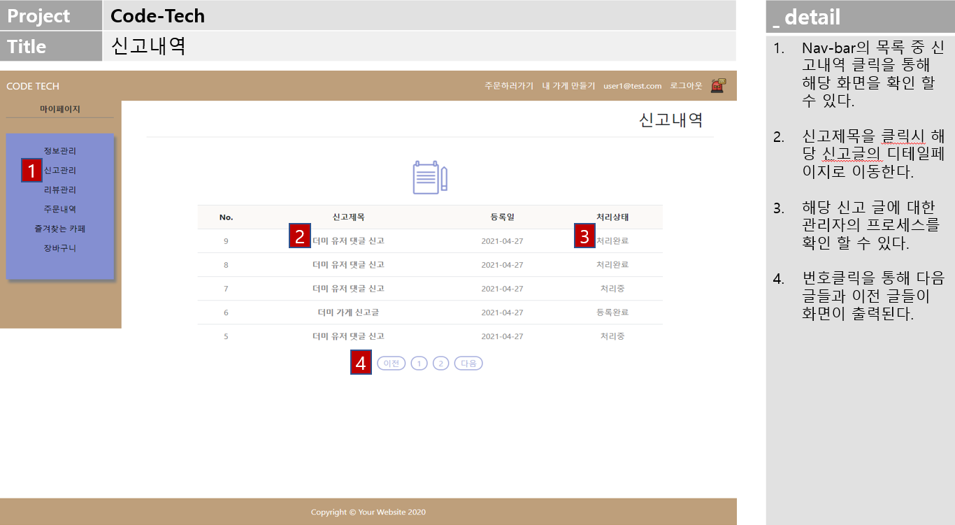 Project
Code-Tech
Title
신고내역
CODE TECH
주문하러가기 내 가게 만들기 user1@test.com 로그아웃
마이페이지
정보관리
1 신고관리
리뷰관리
주문내역
즐겨찾는 카페
장바구니
신고내역
No. 신고제목 등록일 처리상태
9 2 더미 유저 댓글 신고 2021-04-27 3 처리완료
8 더미 유저 댓글 신고 2021-04-27 처리완료
7 더미 유저 댓글 신고 2021-04-27 처리중
6 더미 가게 신고글 2021-04-27 등록완료
5 더미 유저 댓글 신고 2021-04-27 처리중
4 이전 1 2 다음
Copyright © Your Website 2020
_ detail
1. Nav-bar의 목록 중 신
고내역 클릭을 통해
해당 화면을 확인 할
수 있다.
2. 신고제목을 클릭시 해
당 신고글의 디테일페
이지로 이동한다.
3. 해당 신고 글에 대한
관리자의 프로세스를
확인 할 수 있다.
4. 번호클릭을 통해 다음
글들과 이전 글들이
화면이 출력된다.